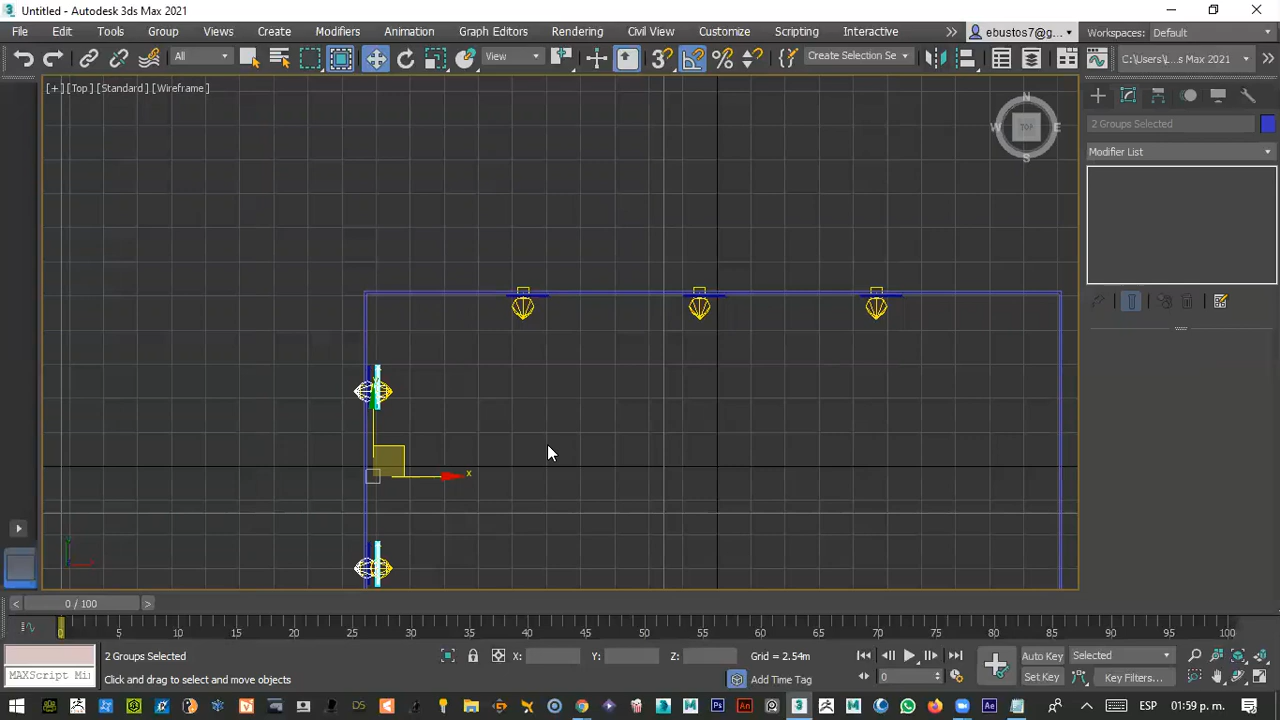 Untitled - Autodesk 3ds Max 2021
File Edit Tools Group Views Create Modifiers Animation Graph Editors Rendering Civil View Customize Scripting Interactive ebustos7@g... Workspaces: Default
All View Create Selection Se C:\Users\L...s Max 2021
[+] [Top] [Standard] [Wireframe]
N
W TOP E
S
2 Groups Selected
Modifier List
x
0 / 100
0 5 10 15 20 25 30 35 40 45 50 55 60 65 70 75 80 85 90 95 100
2 Groups Selected X: Y: Z: Grid = 2.54m Auto Key Selected
MAXScript Mi Click and drag to select and move objects Add Time Tag 0 Set Key Key Filters...
ESP 01:59 p. m.